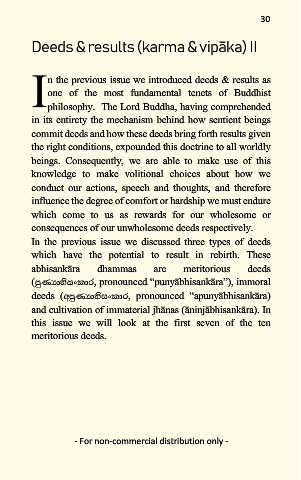 30
Deeds & results (karma & vipāka) II
In the previous issue we introduced deeds & results as
one of the most fundamental tenets of Buddhist
philosophy. The Lord Buddha, having comprehended
in its entirety the mechanism behind how sentient beings
commit deeds and how these deeds bring forth results given
the right conditions, expounded this doctrine to all worldly
beings. Consequently, we are able to make use of this
knowledge to make volitional choices about how we
conduct our actions, speech and thoughts, and therefore
influence the degree of comfort or hardship we must endure
which come to us as rewards for our wholesome or
consequences of our unwholesome deeds respectively.
In the previous issue we discussed three types of deeds
which have the potential to result in rebirth. These
abhisankāra dhammas are meritorious deeds
(පුණ්‍යාභිසංඛාර, pronounced “punyābhisankāra”), immoral
deeds (අපුණ්‍යාභිසංඛාර, pronounced “apunyābhisankāra)
and cultivation of immaterial jhānas (āninjābhisankāra). In
this issue we will look at the first seven of the ten
meritorious deeds.
- For non-commercial distribution only -